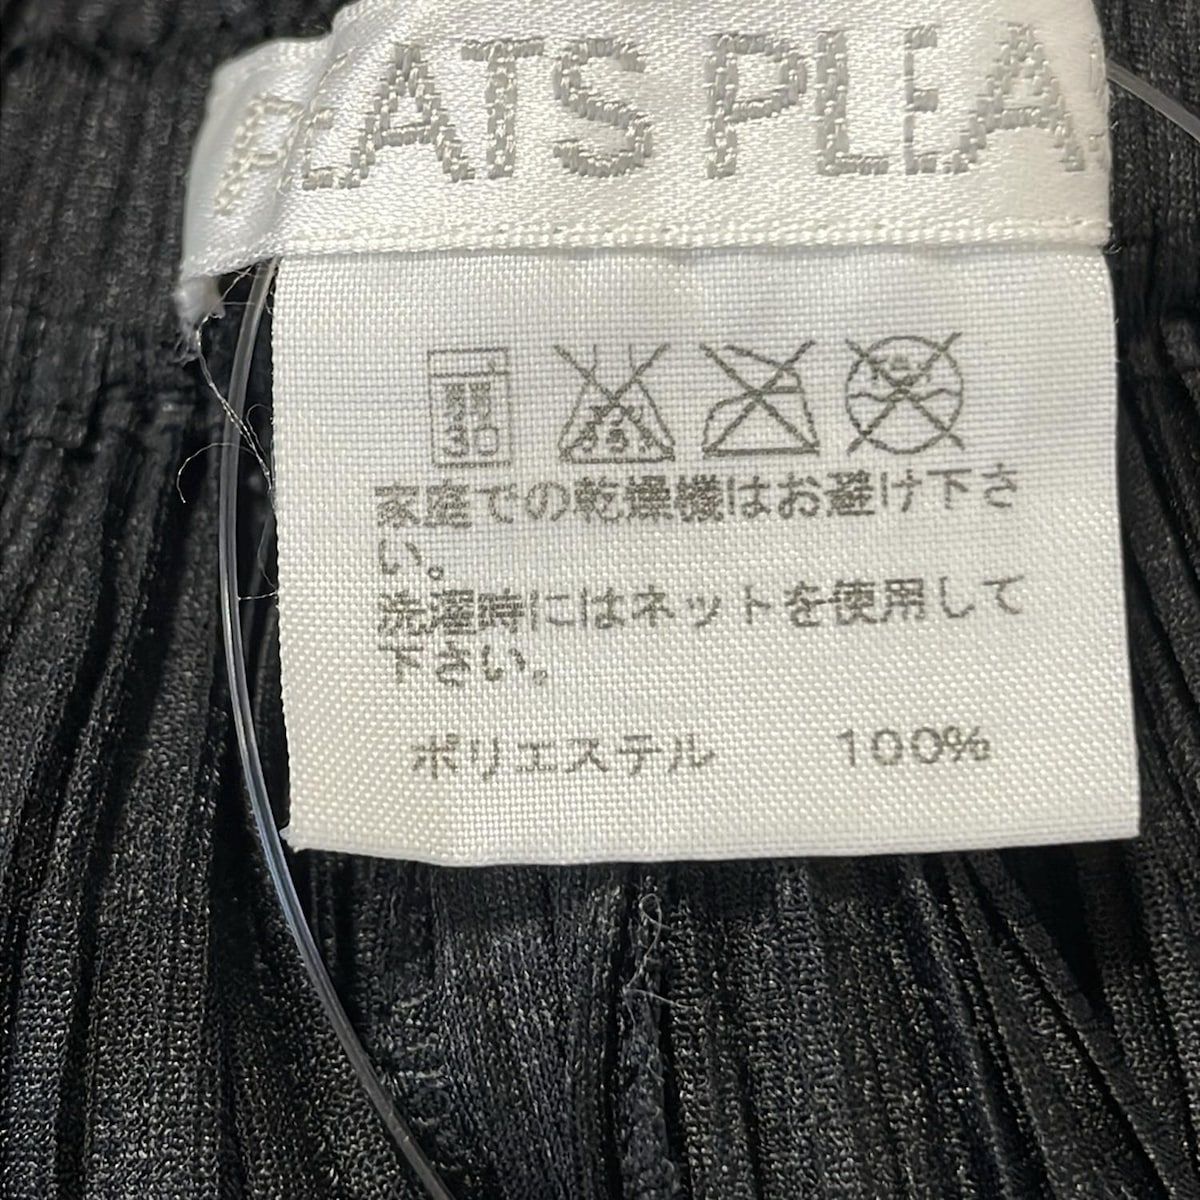 EATS PLEA
30
家庭での乾燥機はお避け下さ
い。
洗濯時にはネットを使用して
下さい。
ポリエステル 100%